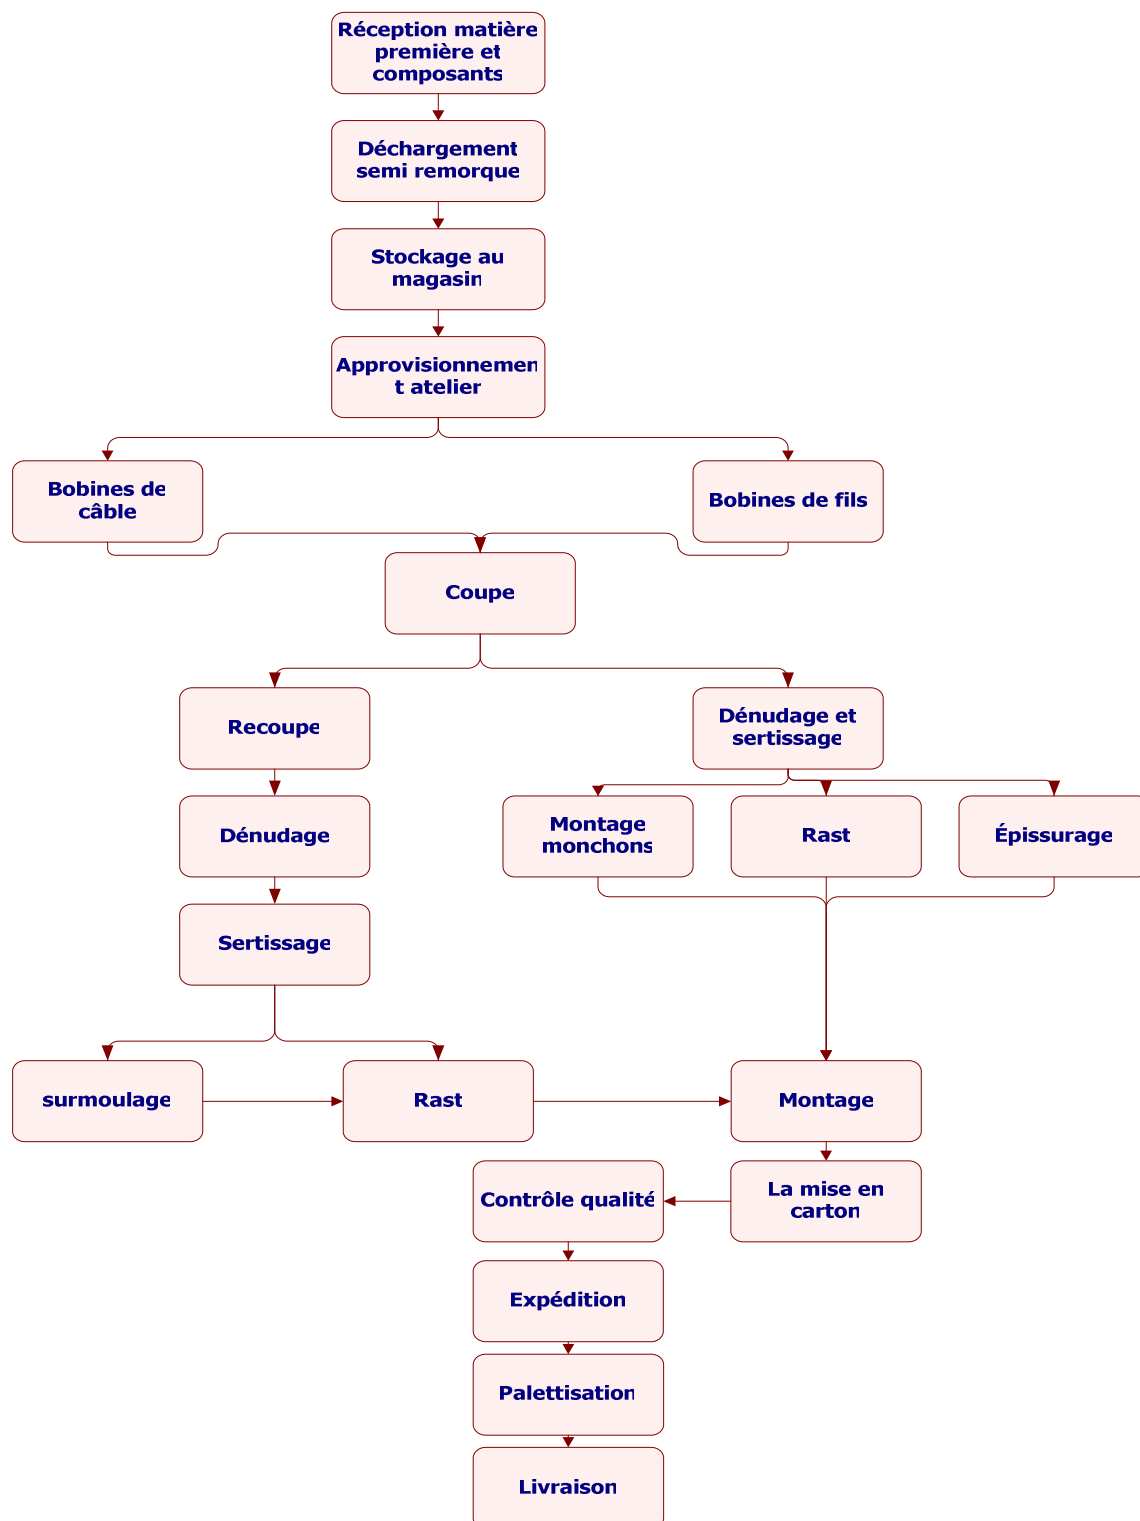 Réception matière
première et
composants
Déchargement
semi remorque
Stockage au
magasin
Approvisionnemen
t atelier
Bobines de
câble
Bobines de fils
Coupe
Recoupe
Dénudage et
sertissage
Dénudage
Montage
monchons
Rast
Épissurage
Sertissage
surmoulage
Rast
Montage
Contrôle qualité
La mise en
carton
Expédition
Palettisation
Livraison